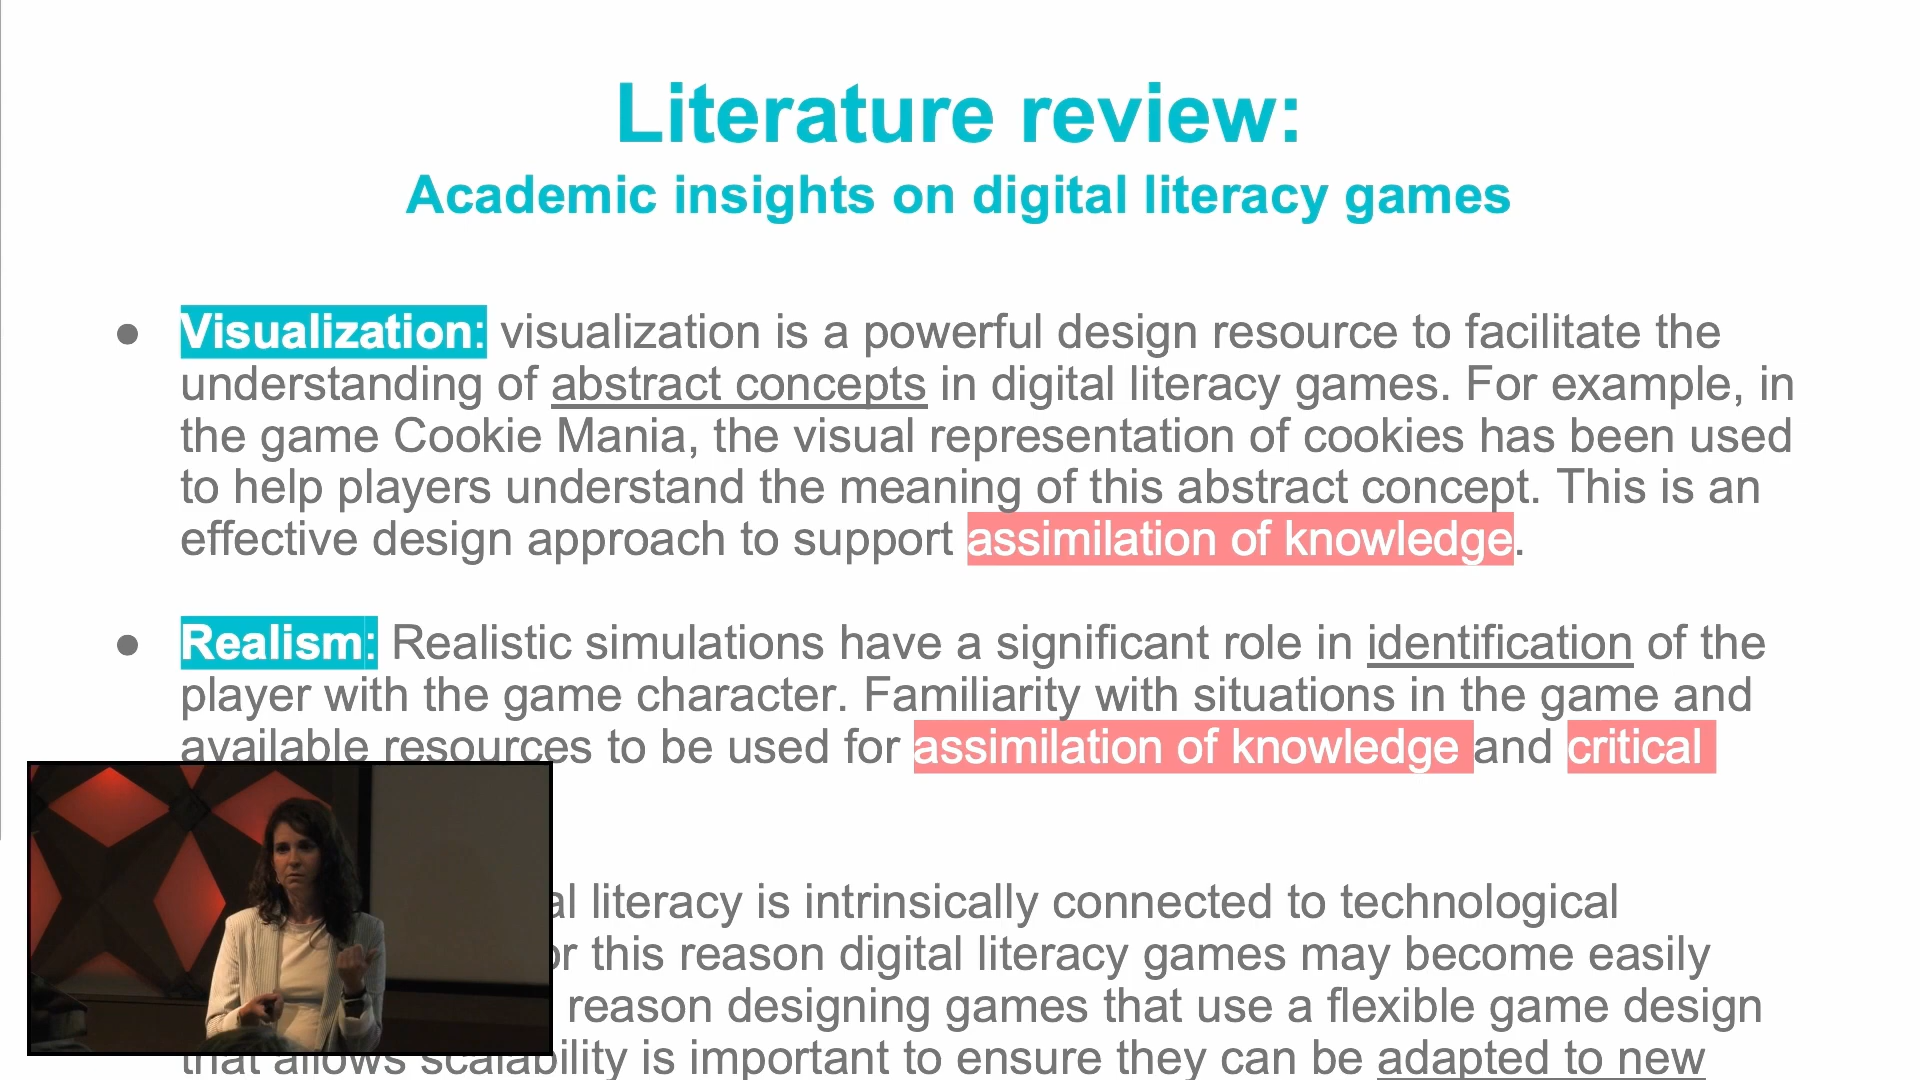 Literature review:
Academic insights on digital literacy games
● Visualization: visualization is a powerful design resource to facilitate the
understanding of abstract concepts in digital literacy games. For example, in
the game Cookie Mania, the visual representation of cookies has been used
to help players understand the meaning of this abstract concept. This is an
effective design approach to support assimilation of knowledge.
● Realism: Realistic simulations have a significant role in identification of the
player with the game character. Familiarity with situations in the game and
available resources to be used for assimilation of knowledge and critical
literacy is intrinsically connected to technological
this reason digital literacy games may become easily
reason designing games that use a flexible game design
that allows scalability is important to ensure they can be adapted to new